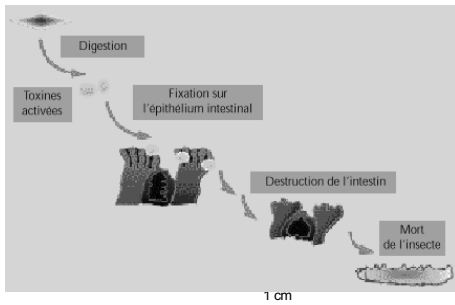 Digestion
Toxines
activées
Fixation sur
l'épithélium intestinal
Destruction de l'intestin
Mort
de l'insecte
1 cm